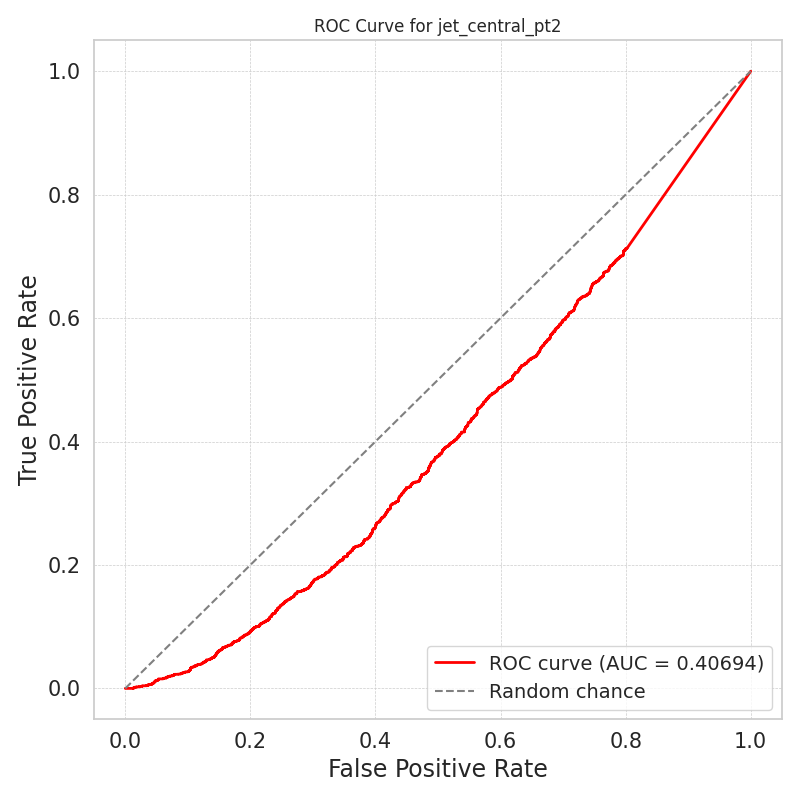 ROC Curve for jet_central_pt2
1.0
0.8
0.6
0.4
0.2
0.0
True Positive Rate
ROC curve (AUC = 0.40694)
Random chance
0.0 0.2 0.4 0.6 0.8 1.0
False Positive Rate